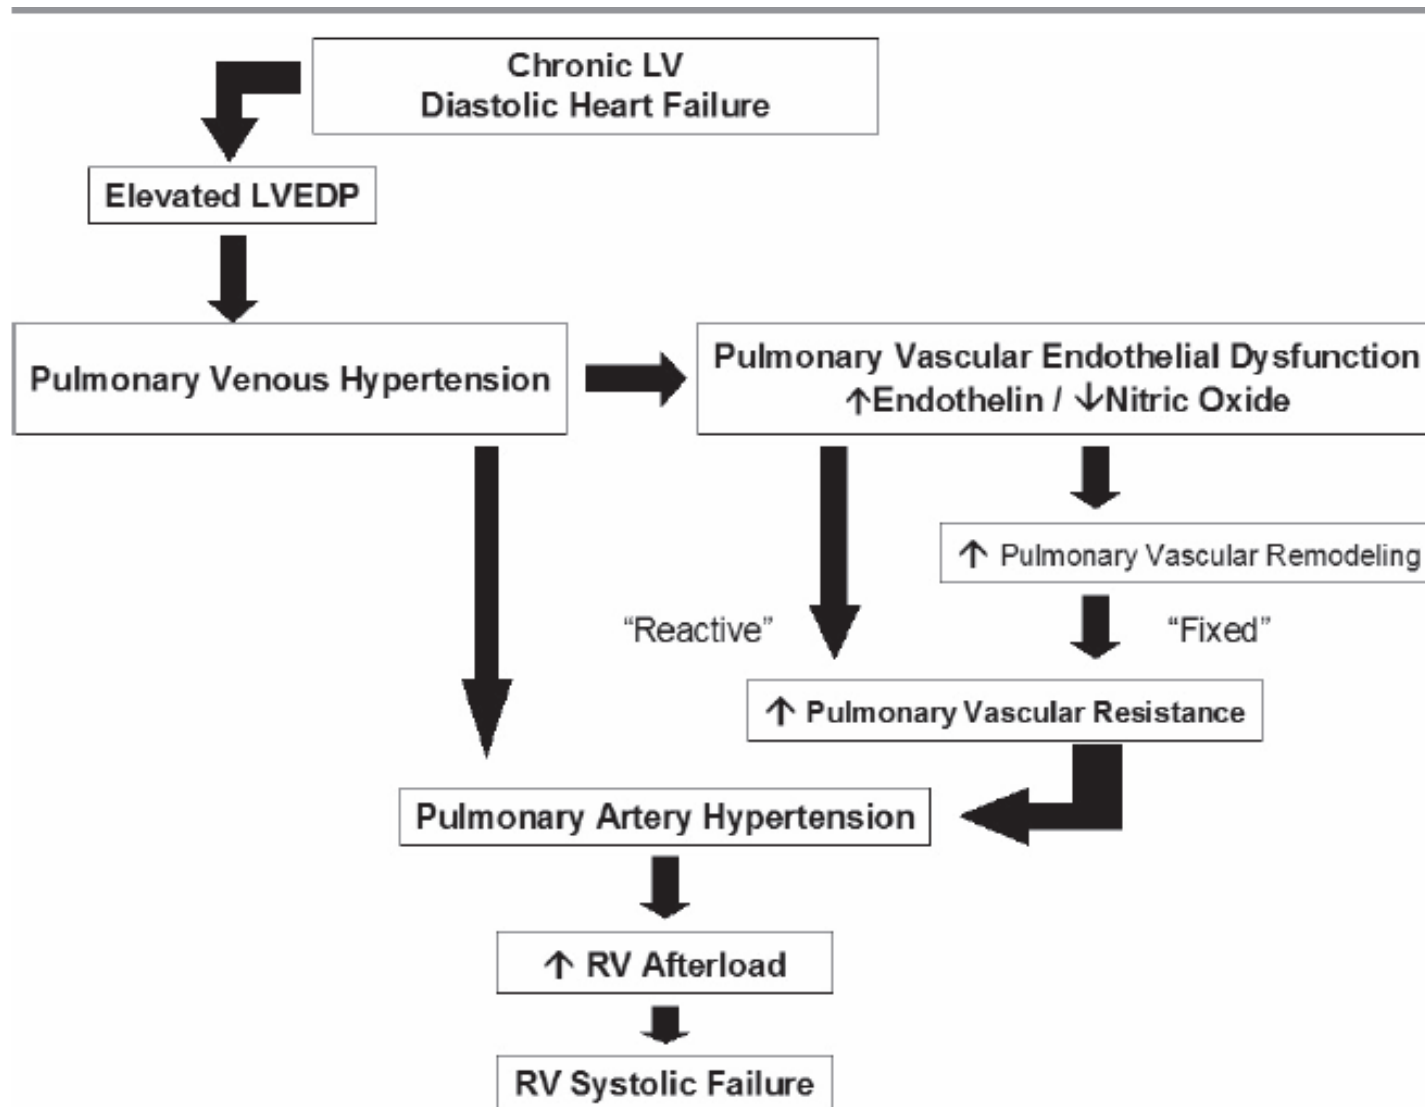 Chronic LV
Diastolic Heart Failure
Elevated LVEDP
Pulmonary Venous Hypertension
Pulmonary Vascular Endothelial Dysfunction
↑Endothelin / ↓Nitric Oxide
↑ Pulmonary Vascular Remodeling
“Reactive”
“Fixed”
↑ Pulmonary Vascular Resistance
Pulmonary Artery Hypertension
↑ RV Afterload
RV Systolic Failure